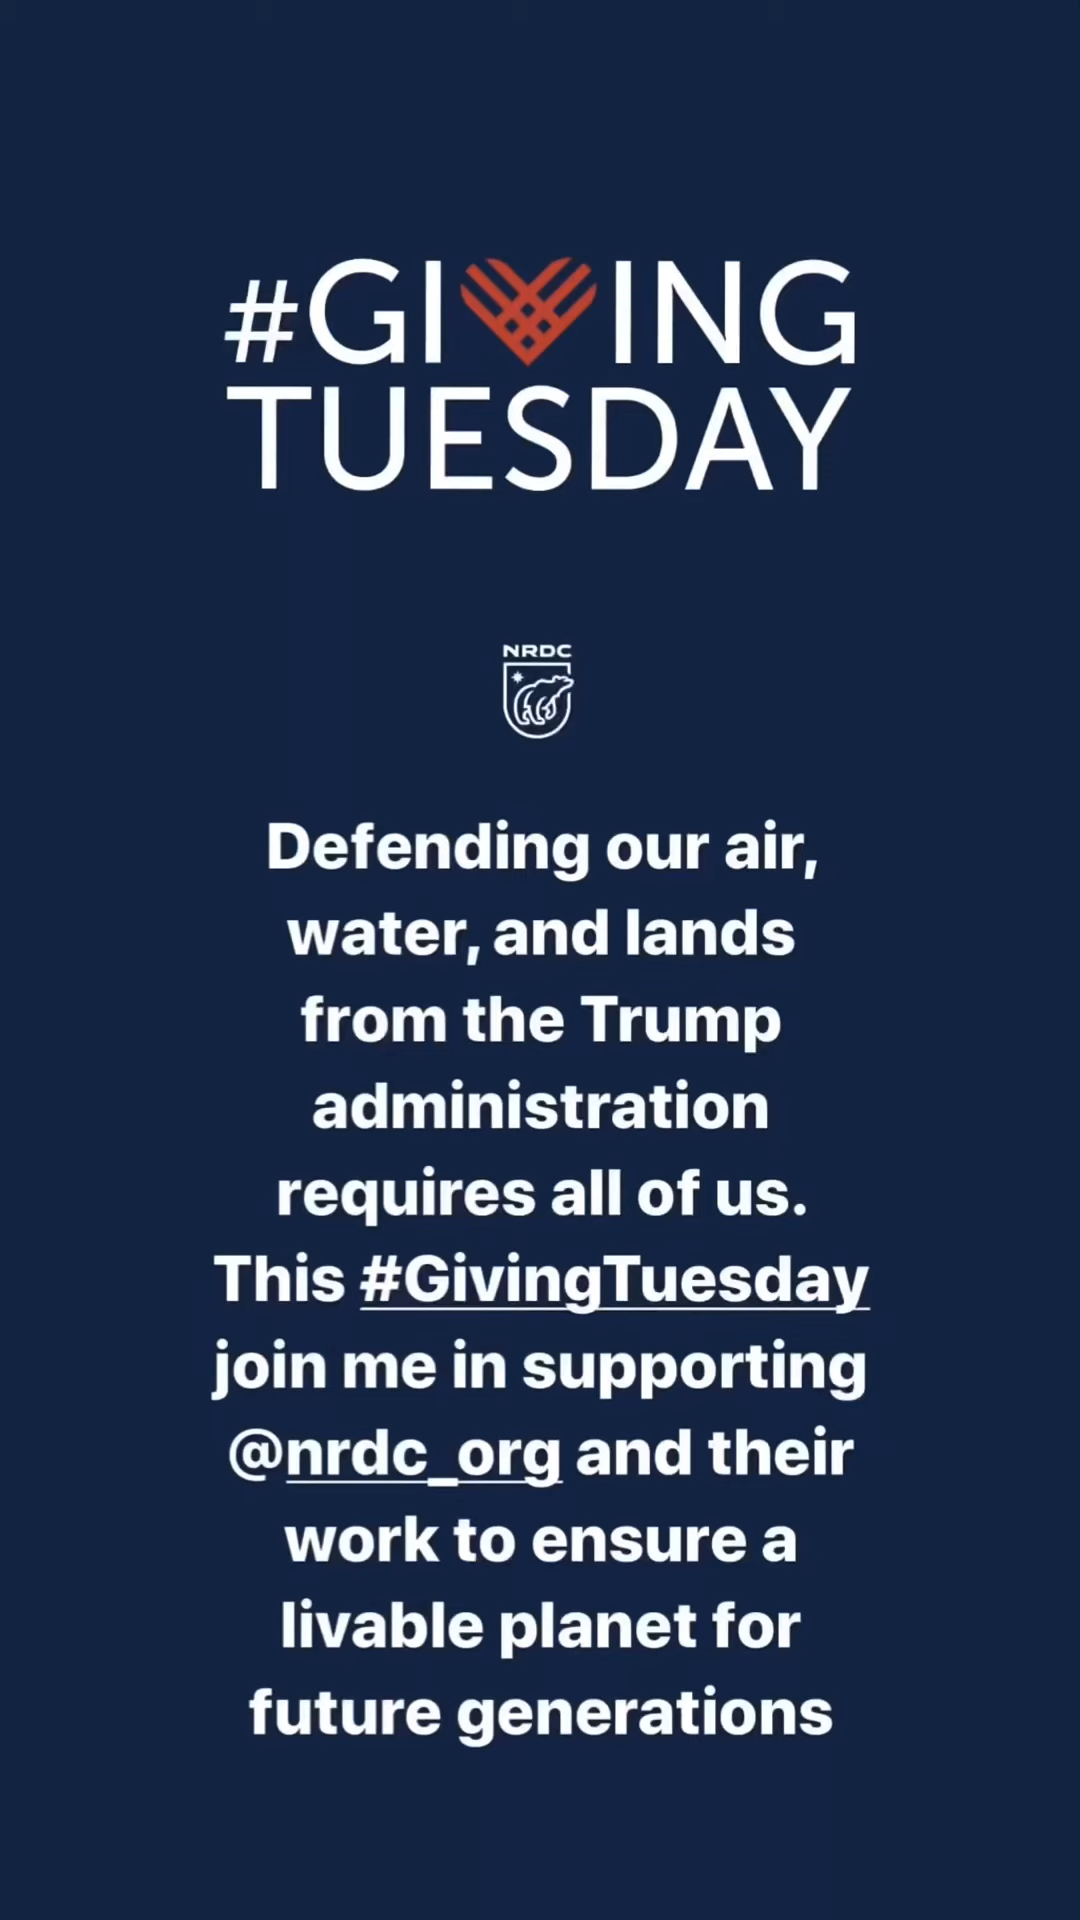 #GIVING
TUESDAY
NRDC
Defending our air,
water, and lands
from the Trump
administration
requires all of us.
This #GivingTuesday
join me in supporting
@nrdc_org and their
work to ensure a
livable planet for
future generations